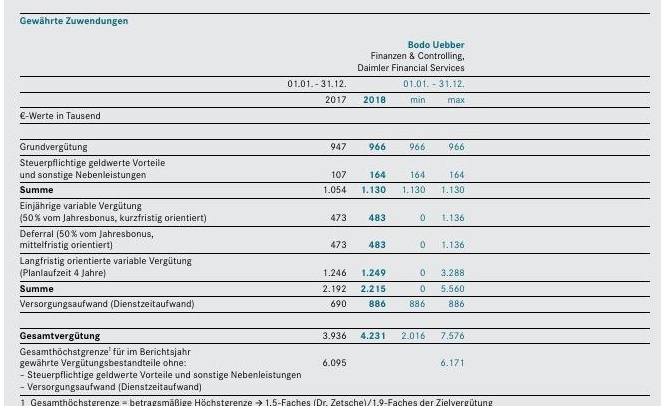 Gewährte Zuwendungen
Bodo Uebber
Finanzen & Controlling,
Daimler Financial Services
01.01. - 31.12. 01.01. - 31.12.
2017 2018 min max
€-Werte in Tausend
Grundvergütung 947 966 966 966
Steuerpflichtige geldwerte Vorteile
und sonstige Nebenleistungen 107 164 164 164
Summe 1.054 1.130 1.130 1.130
Einjährige variable Vergütung
(50 % vom Jahresbonus, kurzfristig orientiert) 473 483 0 1.136
Deferral (50 % vom Jahresbonus,
mittelfristig orientiert) 473 483 0 1.136
Langfristig orientierte variable Vergütung
(Planlaufzeit 4 Jahre) 1.246 1.249 0 3.288
Summe 2.192 2.215 0 5.560
Versorgungsaufwand (Dienstzeitaufwand) 690 886 886 886
Gesamtvergütung 3.936 4.231 2.016 7.576
Gesamthöchstgrenze¹ für im Berichtsjahr
gewährte Vergütungsbestandteile ohne: 6.095 6.171
– Steuerpflichtige geldwerte Vorteile und sonstige Nebenleistungen
– Versorgungsaufwand (Dienstzeitaufwand)
1 Gesamthöchstgrenze = betragsmäßige Höchstgrenze → 1,5-Faches (Dr. Zetsche)/1,9-Faches der Zielvergütung